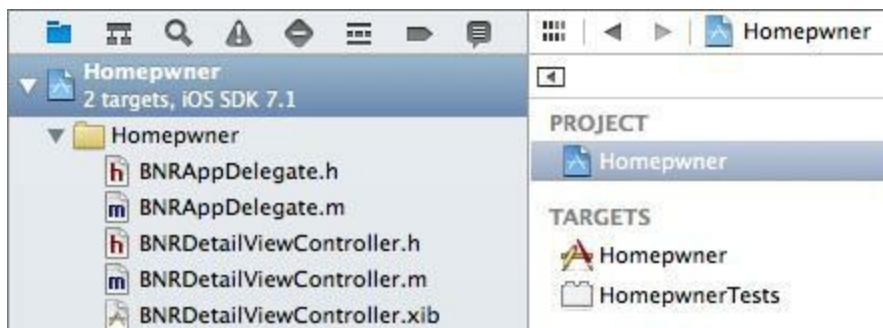 Homepwner
2 targets, iOS SDK 7.1
Homepwner
BNRAppDelegate.h
BNRAppDelegate.m
BNRDetailViewController.h
BNRDetailViewController.m
BNRDetailViewController.xib
Homepwner
PROJECT
Homepwner
TARGETS
Homepwner
HomepwnerTests